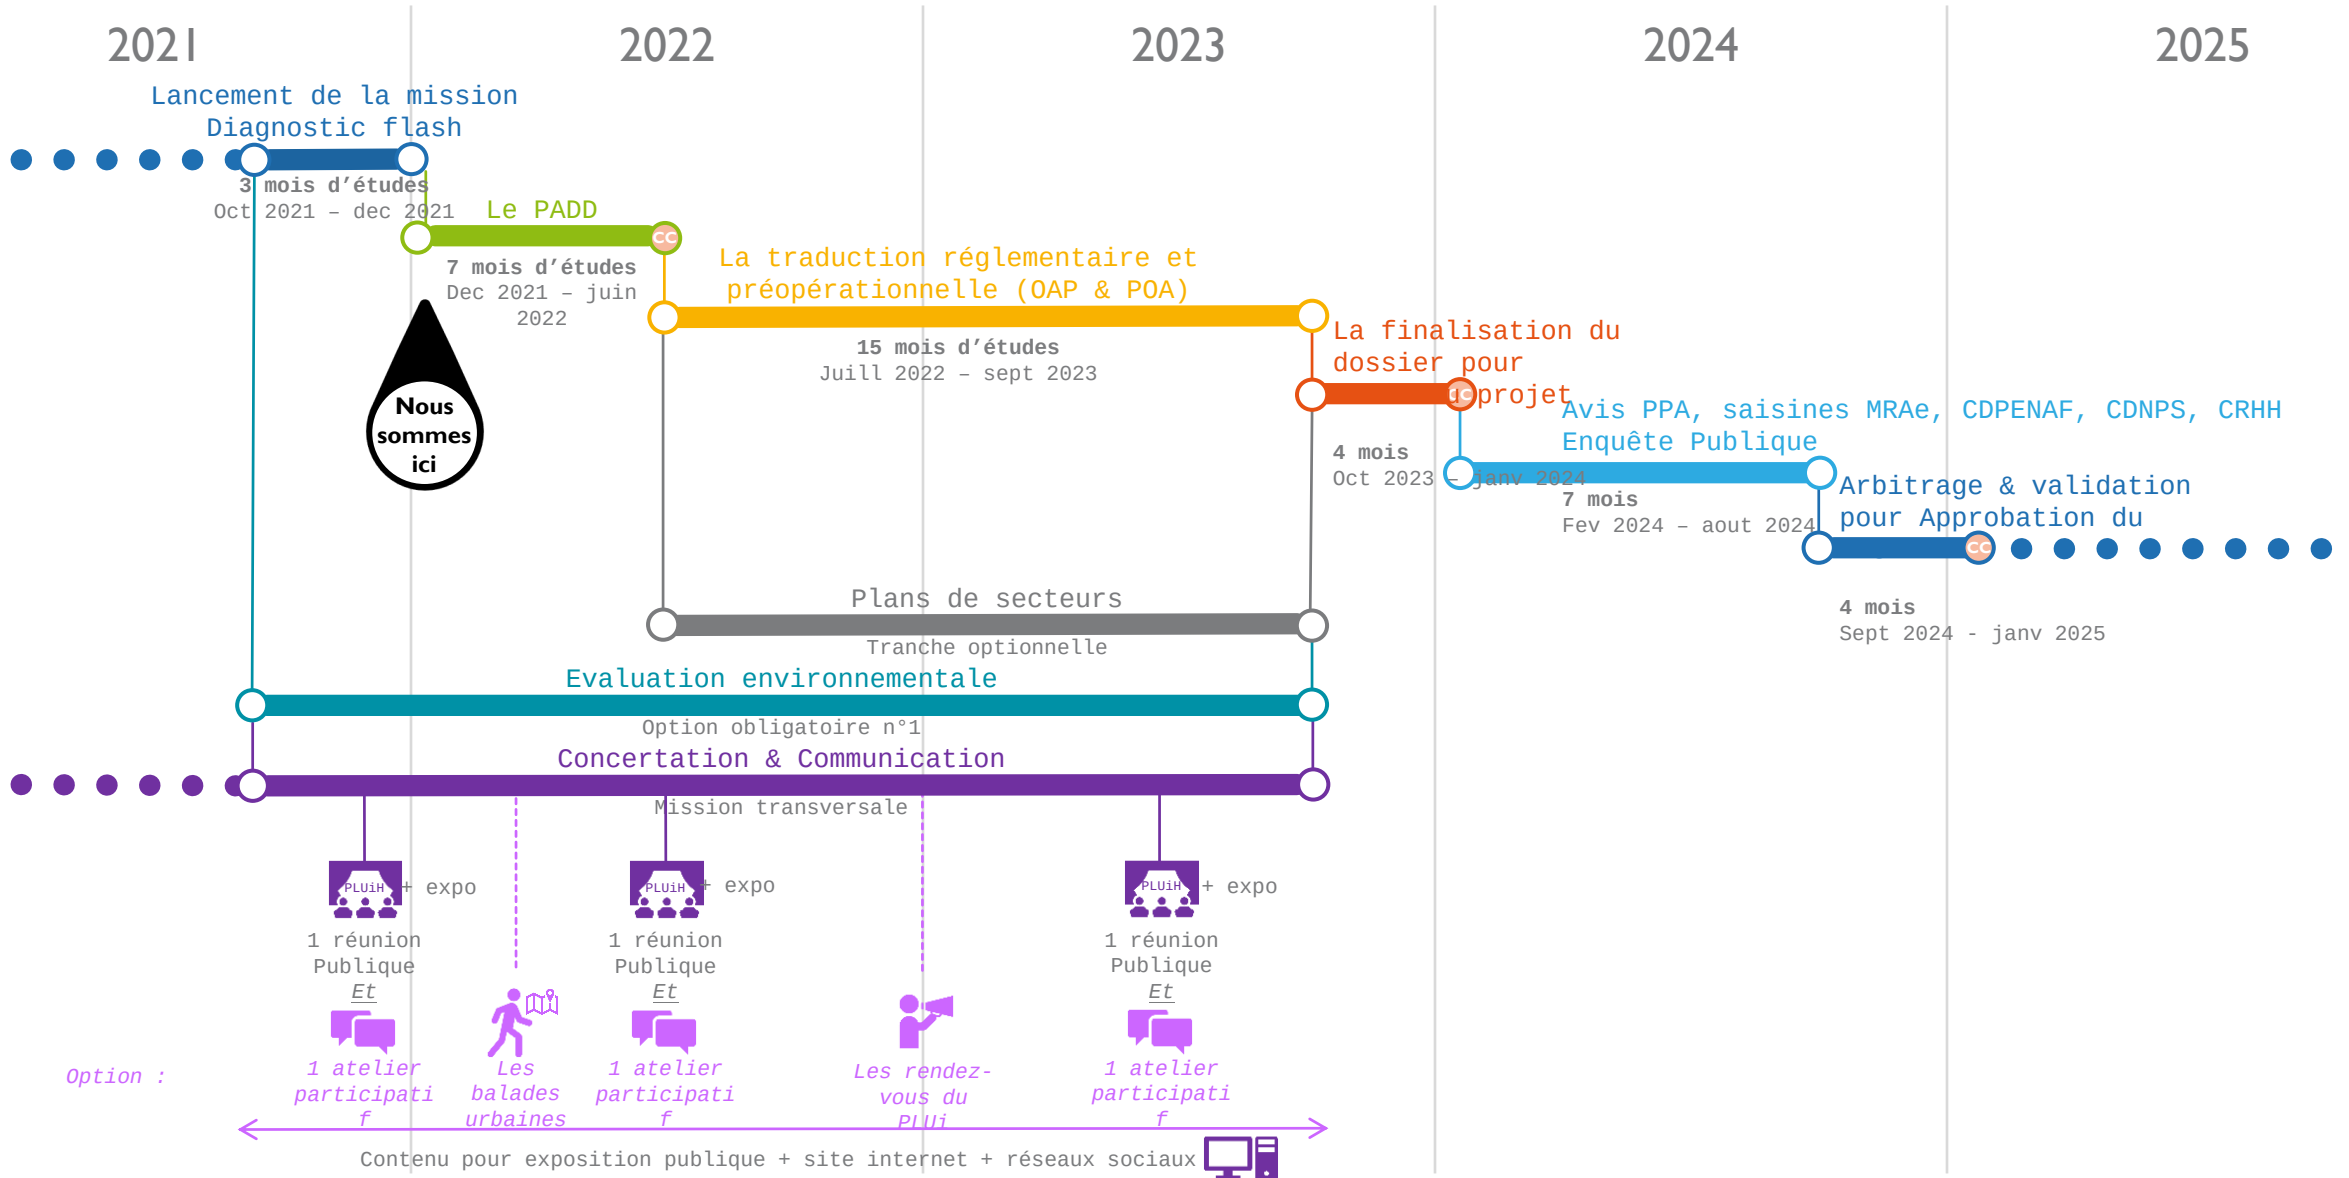 2021
2022
2023
2024
2025
Lancement de la mission
Diagnostic flash
3 mois d’études
Oct 2021 – dec 2021
Le PADD
CC
7 mois d’études
Dec 2021 – juin
2022
La traduction réglementaire et
préopérationnelle (OAP & POA)
15 mois d’études
Juill 2022 – sept 2023
Nous
sommes
ici
La finalisation du
dossier pour
projet
CC
4 mois
Oct 2023 – janv 2024
Avis PPA, saisines MRAe, CDPENAF, CDNPS, CRHH
Enquête Publique
7 mois
Fev 2024 – aout 2024
Arbitrage & validation
pour Approbation du
CC
4 mois
Sept 2024 - janv 2025
Plans de secteurs
Tranche optionnelle
Evaluation environnementale
Option obligatoire n°1
Concertation & Communication
Mission transversale
PLUiH
+ expo
PLUiH
+ expo
PLUiH
+ expo
1 réunion
Publique
Et
1 réunion
Publique
Et
1 réunion
Publique
Et
Option :
1 atelier
participati
f
Les
balades
urbaines
1 atelier
participati
f
Les rendez-
vous du
PLUi
1 atelier
participati
f
Contenu pour exposition publique + site internet + réseaux sociaux